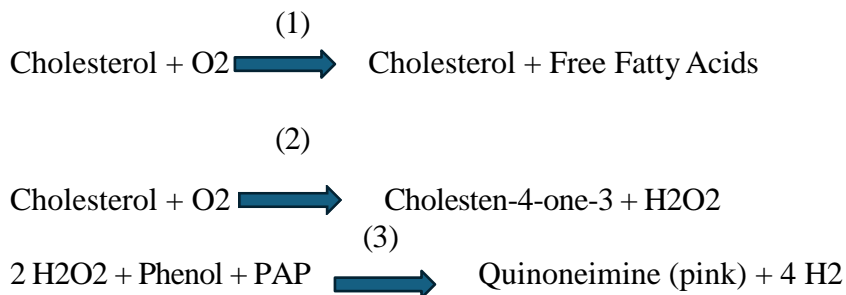 (1)
Cholesterol + O2 Cholesterol + Free Fatty Acids
(2)
Cholesterol + O2 Cholesten-4-one-3 + H2O2
(3)
2 H2O2 + Phenol + PAP Quinoneimine (pink) + 4 H2